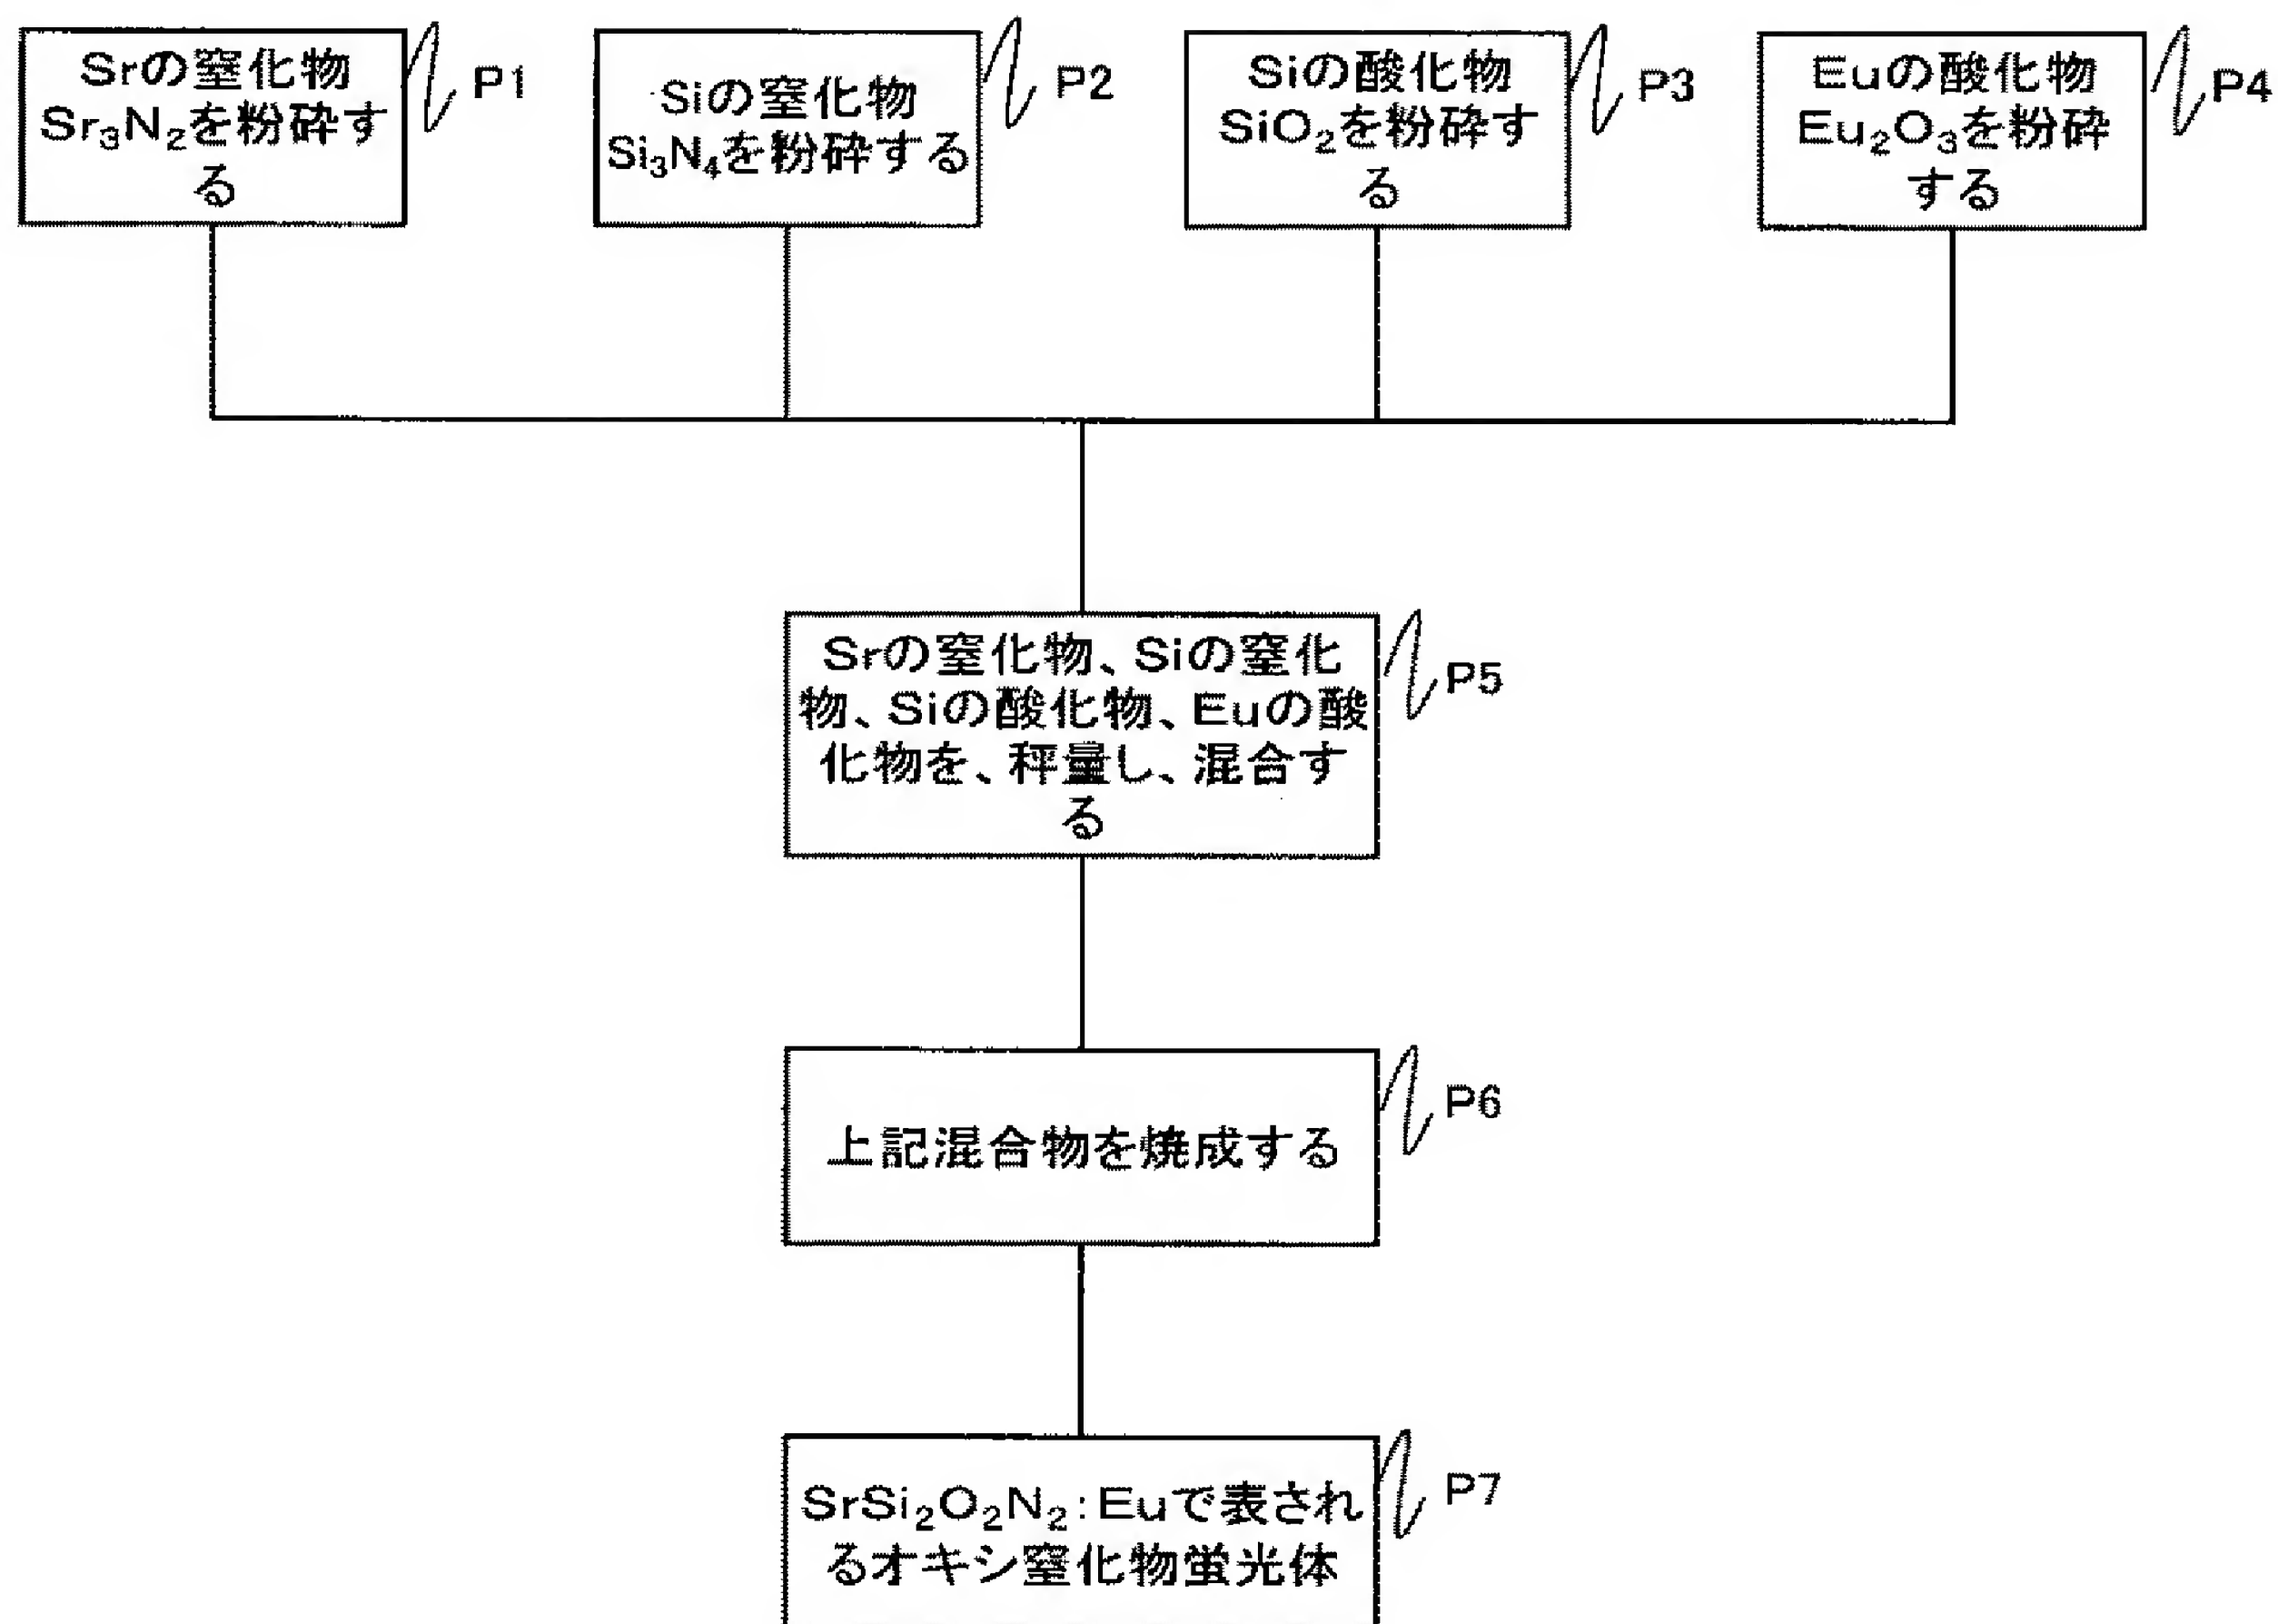 Srの窒化物
Sr₃N₂を粉砕す
る
P1
Siの窒化物
Si₃N₄を粉砕する
P2
Siの酸化物
SiO₂を粉砕す
る
P3
Euの酸化物
Eu₂O₃を粉砕
する
P4
Srの窒化物、Siの窒化
物、Siの酸化物、Euの酸
化物を、秤量し、混合す
る
P5
上記混合物を焼成する
P6
SrSi₂O₂N₂:Euで表され
るオキシ窒化物蛍光体
P7